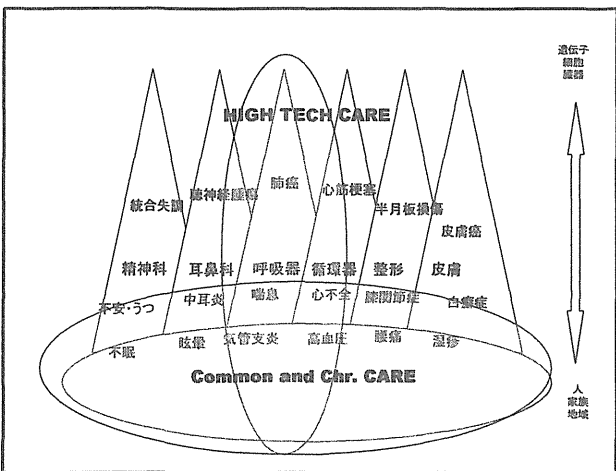 遺伝子
細胞
臓器
HIGH TECH CARE
統合失調
聴神経腫瘍
肺癌
心筋梗塞
半月板損傷
皮膚癌
精神科
耳鼻科
呼吸器
循環器
整形
皮膚
不安・うつ
中耳炎
喘息
心不全
膝関節症
白癬症
不眠
眩暈
気管支炎
高血圧
腰痛
湿疹
Common and Chr. CARE
人
家族
地域